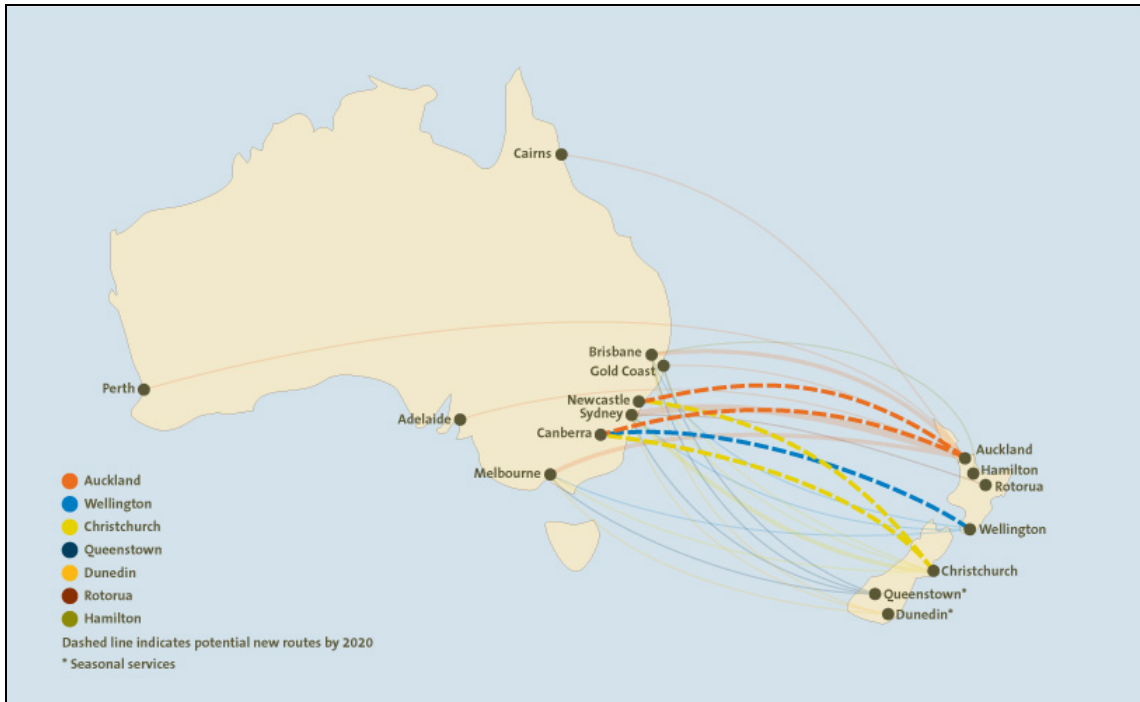 Cairns
Brisbane
Gold Coast
Perth
Newcastle
Sydney
Adelaide
Canberra
Melbourne
Auckland
Hamilton
Rotorua
Wellington
Christchurch
Queenstown*
Dunedin*
Auckland
Wellington
Christchurch
Queenstown
Dunedin
Rotorua
Hamilton
Dashed line indicates potential new routes by 2020
* Seasonal services